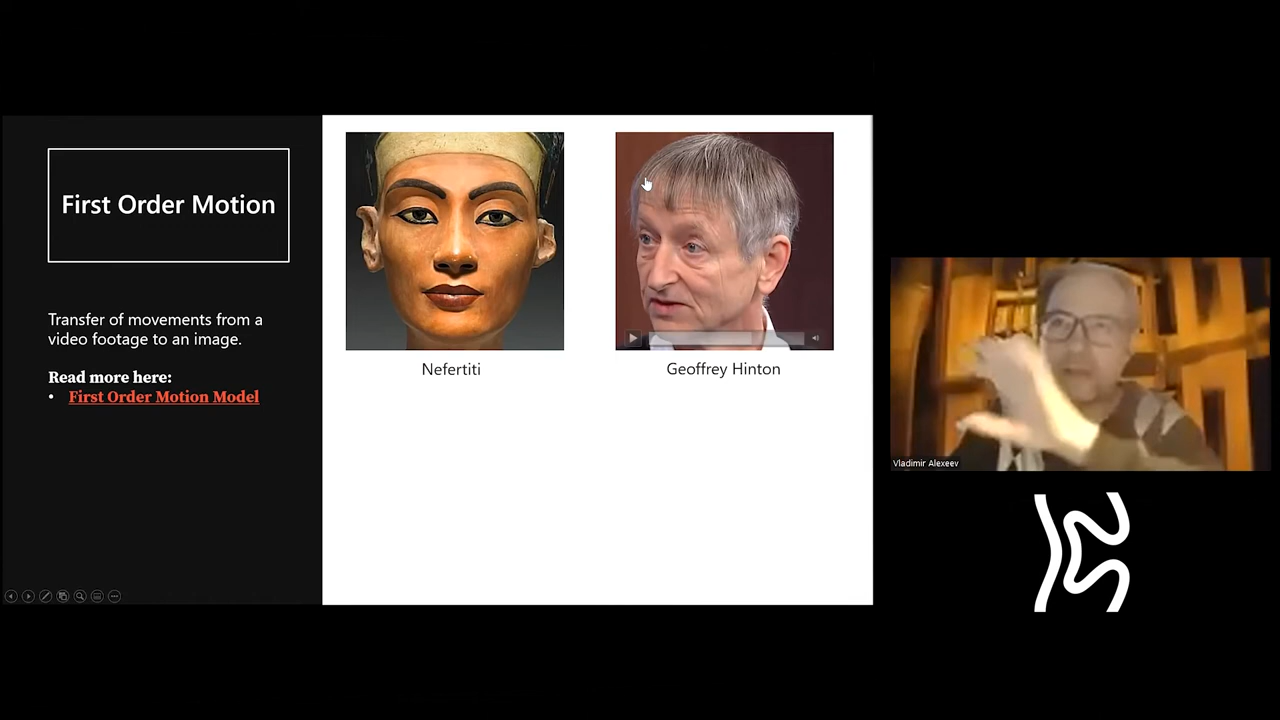 First Order Motion
Transfer of movements from a
video footage to an image.
Read more here:
• First Order Motion Model
Nefertiti
Geoffrey Hinton
Vladimir Alexeev